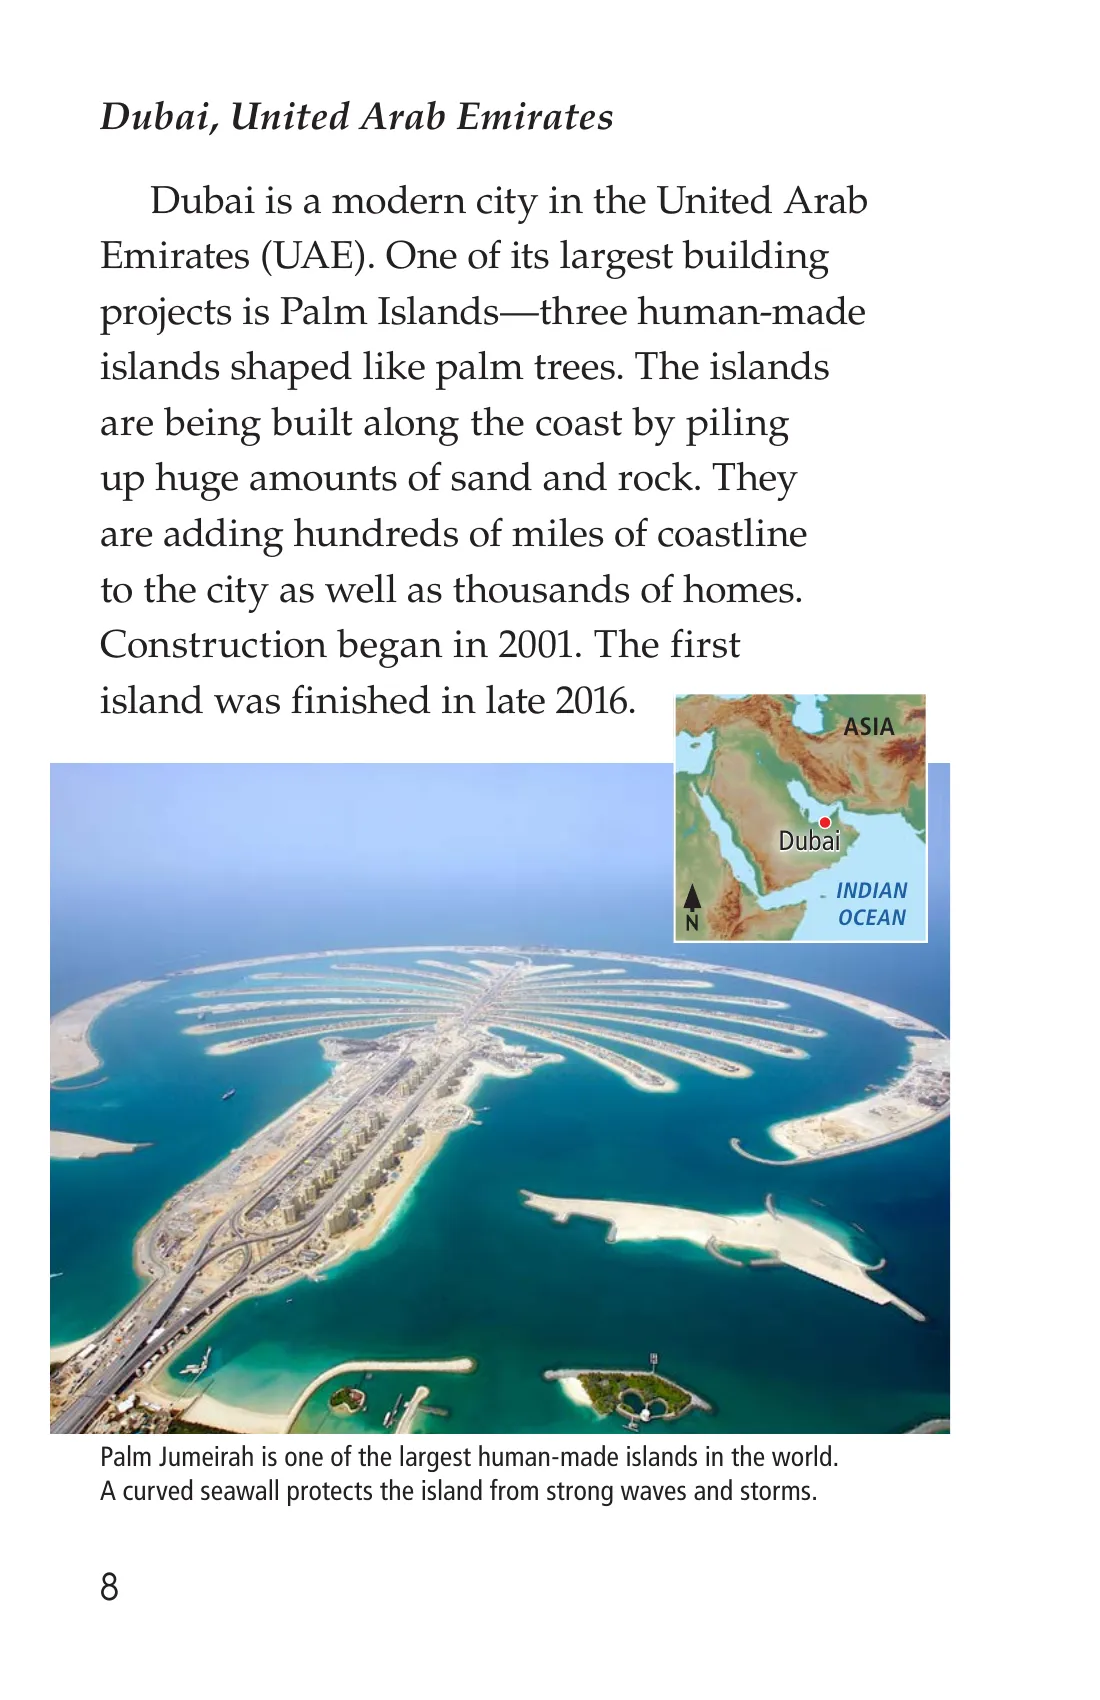 Dubai, United Arab Emirates
Dubai is a modern city in the United Arab
Emirates (UAE). One of its largest building
projects is Palm Islands—three human-made
islands shaped like palm trees. The islands
are being built along the coast by piling
up huge amounts of sand and rock. They
are adding hundreds of miles of coastline
to the city as well as thousands of homes.
Construction began in 2001. The first
island was finished in late 2016.
ASIA
Dubai
INDIAN
OCEAN
N
Palm Jumeirah is one of the largest human-made islands in the world.
A curved seawall protects the island from strong waves and storms.
8